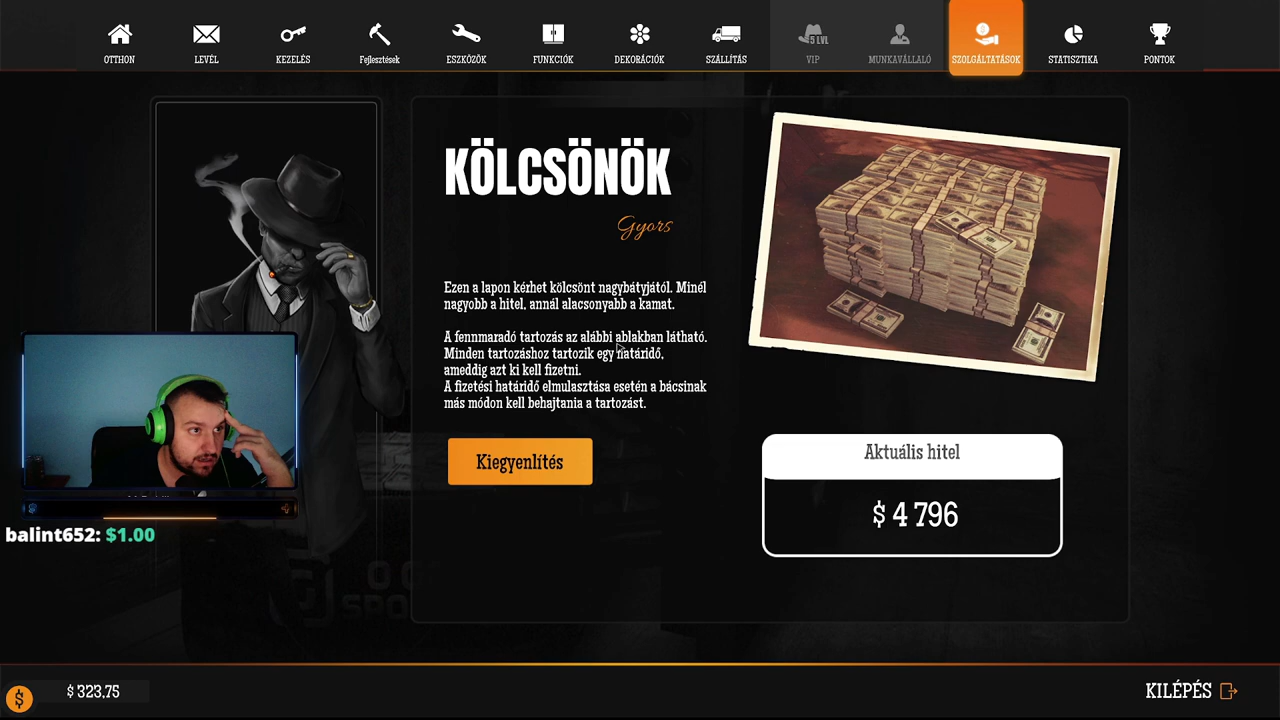 OTTHON
LEVÉL
KEZELÉS
Fejlesztések
ESZKÖZÖK
FUNKCIÓK
DEKORÁCIÓK
SZÁLLÍTÁS
5 LVL
VIP
MUNKAVÁLLALÓ
SZOLGÁLTATÁSOK
STATISZTIKA
PONTOK
KÖLCSÖNÖK
Gyors
Ezen a lapon kérhet kölcsönt nagybátyjától. Minél
nagyobb a hitel, annál alacsonyabb a kamat.
A fennmaradó tartozás az alábbi ablakban látható.
Minden tartozáshoz tartozik egy határidő,
ameddig azt ki kell fizetni.
A fizetési határidő elmulasztása esetén a bácsinak
más módon kell behajtania a tartozást.
Kiegyenlítés
Aktuális hitel
$ 4 796
balint652: $1.00
$ 323,75
KILÉPÉS